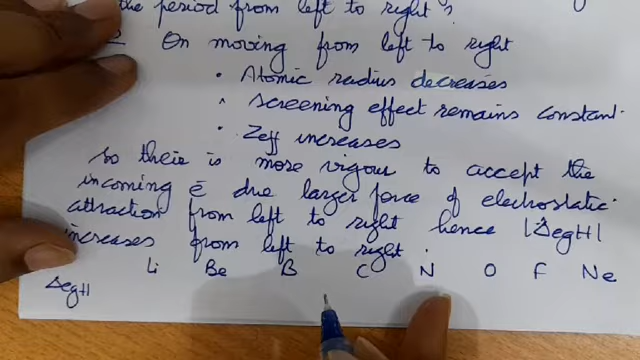 the period from left to right?
On moving from left to right
• Atomic radius decreases
• Screening effect remains constant.
• Zeff increases
So their is more vigour to accept the
incoming ē due larger force of electrostatic
attraction from left to right hence |ΔegH|
increases from left to right.
Li Be B C N O F Ne
ΔegH